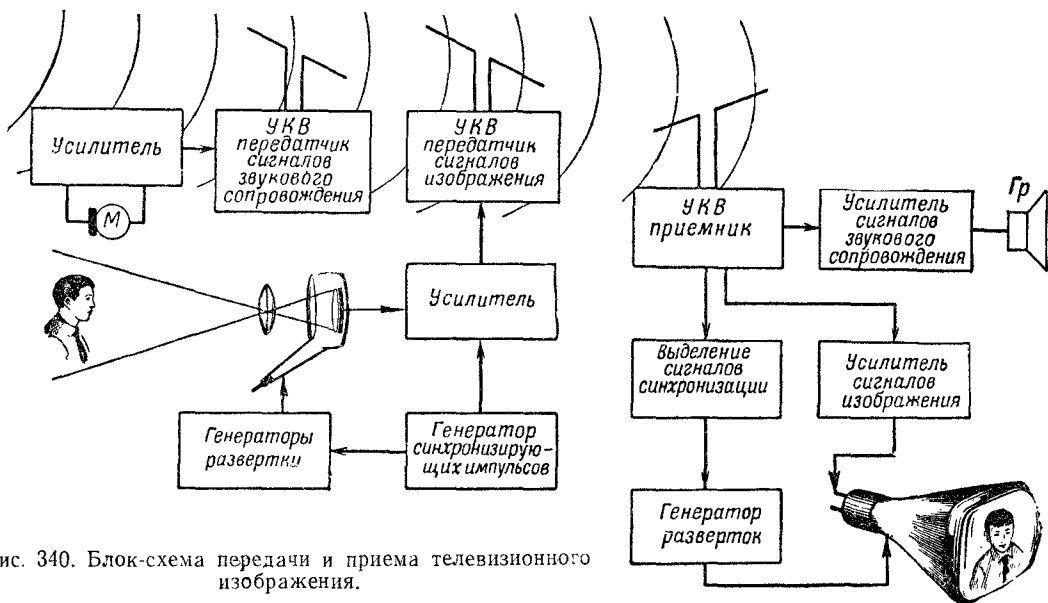 Усилитель
М
УКВ
передатчик
сигналов
звукового
сопровождения
УКВ
передатчик
сигналов
изображения
Усилитель
Генераторы
развертки
Генератор
синхронизирую-
щих импульсов
УКВ
приемник
Усилитель
сигналов
звукового
сопровождения
Гр
Выделение
сигналов
синхронизации
Усилитель
сигналов
изображения
Генератор
разверток
ис. 340. Блок-схема передачи и приема телевизионного
изображения.